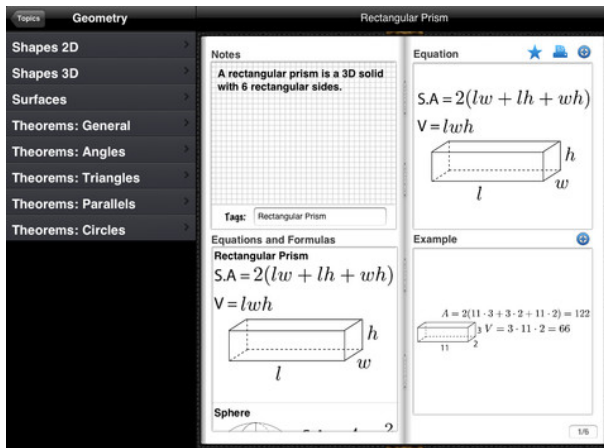 Topics
Geometry
Rectangular Prism
Shapes 2D
Shapes 3D
Surfaces
Theorems: General
Theorems: Angles
Theorems: Triangles
Theorems: Parallels
Theorems: Circles
Notes
A rectangular prism is a 3D solid
with 6 rectangular sides.
Tags:
Rectangular Prism
Equations and Formulas
Rectangular Prism
S.A = 2(lw + lh + wh)
V = lwh
h
w
l
Sphere
Equation
S.A = 2(lw + lh + wh)
V = lwh
h
w
l
Example
A = 2(11 · 3 + 3 · 2 + 11 · 2) = 122
3 V = 3 · 11 · 2 = 66
11 2
1/6